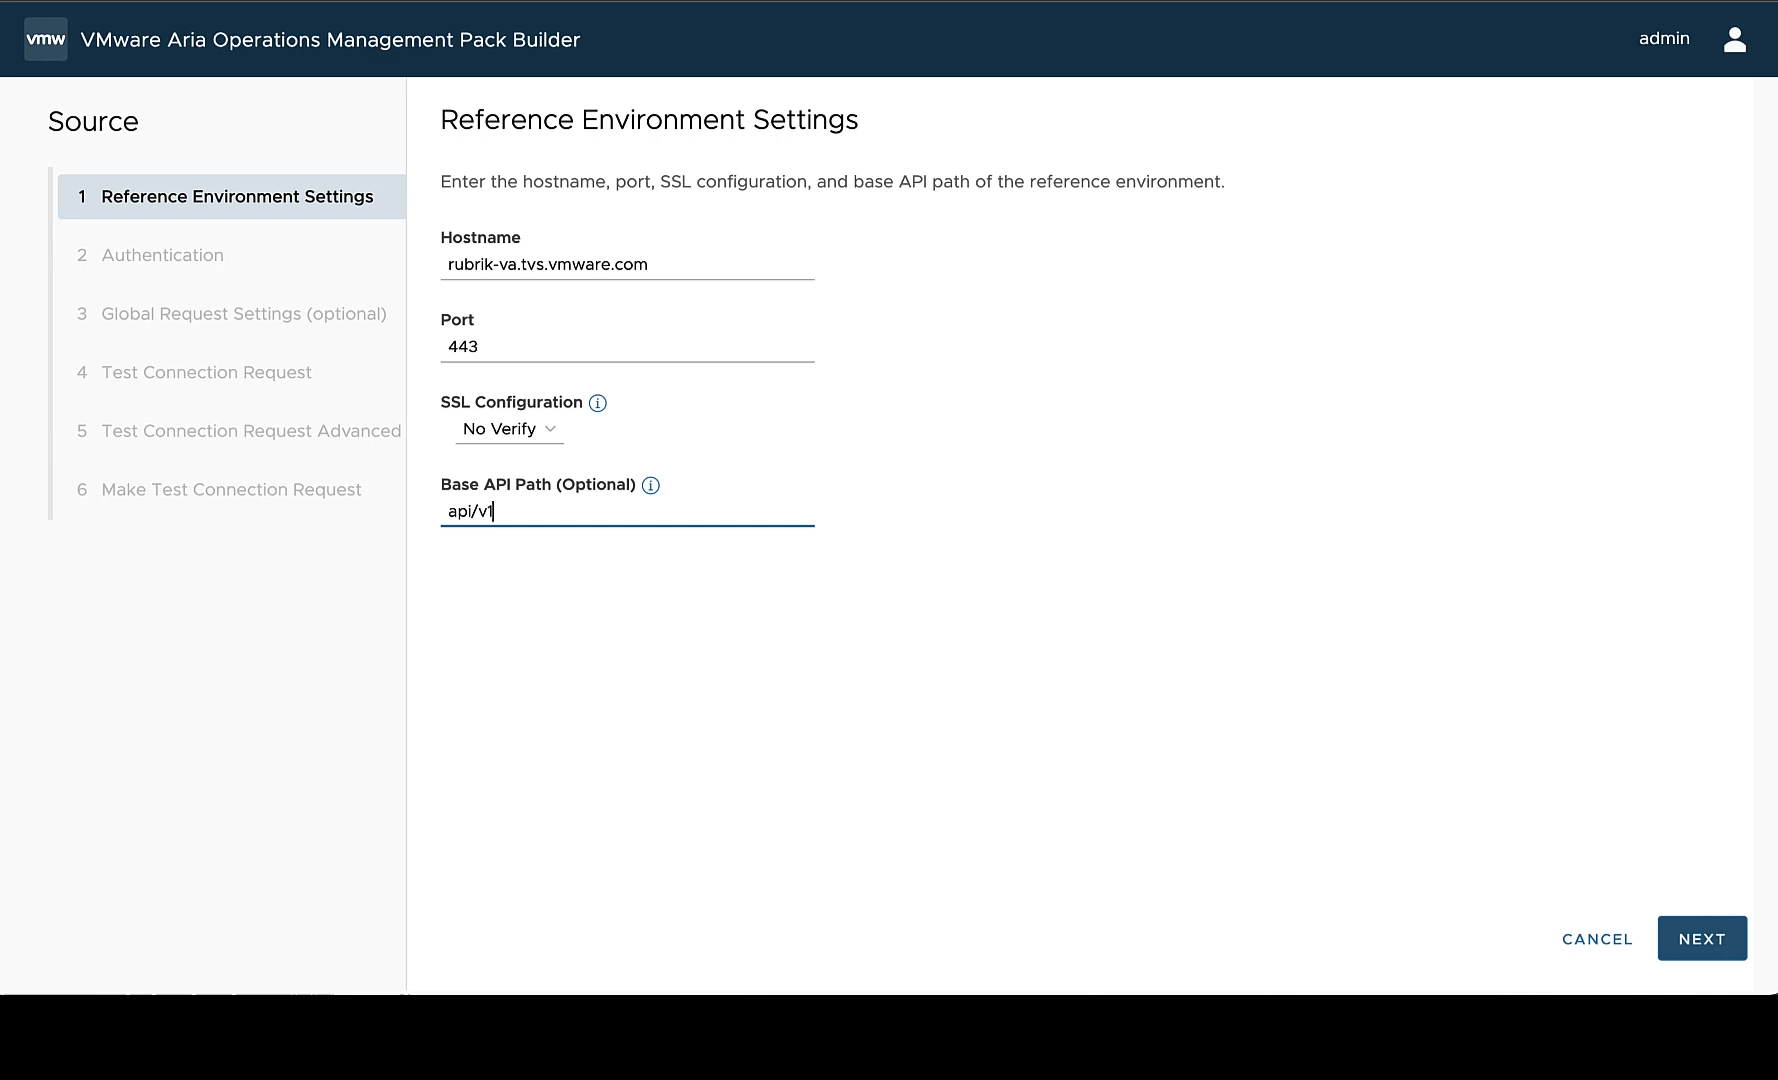 vmw VMware Aria Operations Management Pack Builder
admin
Source
1 Reference Environment Settings
2 Authentication
3 Global Request Settings (optional)
4 Test Connection Request
5 Test Connection Request Advanced
6 Make Test Connection Request
Reference Environment Settings
Enter the hostname, port, SSL configuration, and base API path of the reference environment.
Hostname
rubrik-va.tvs.vmware.com
Port
443
SSL Configuration
No Verify
Base API Path (Optional)
api/v1
CANCEL
NEXT